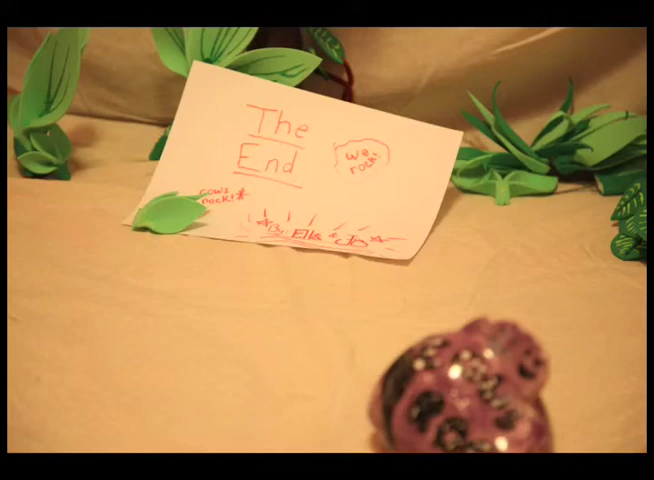 The
End
we
rock!
cows
rock!
By: Ella & Jo